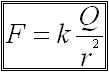 F = k Q / r²